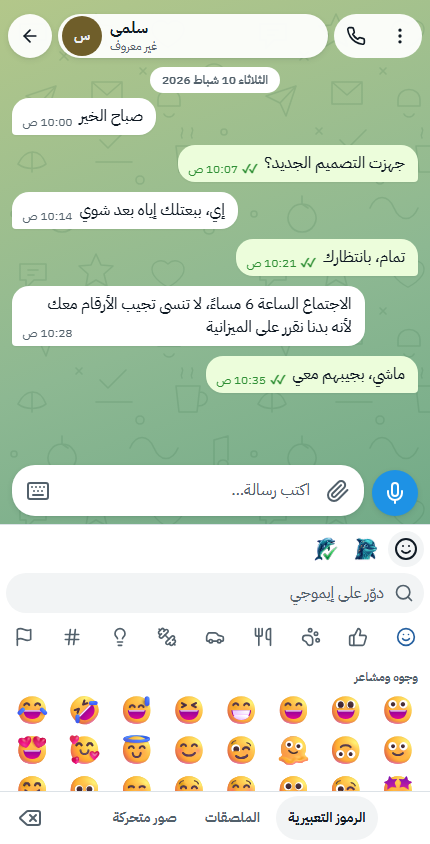 سلمى
غير معروف
س
الثلاثاء 10 شباط 2026
صباح الخير
10:00 ص
جهزت التصميم الجديد؟
10:07 ص
إي، ببعتلك إياه بعد شوي
10:14 ص
تمام، بانتظارك
10:21 ص
الاجتماع الساعة 6 مساءً، لا تنسى تجيب الأرقام معك
لأنه بدنا نقرر على الميزانية
10:28 ص
ماشي، بجيبهم معي
10:35 ص
اكتب رسالة...
دوّر على إيموجي
وجوه ومشاعر
الرموز التعبيرية
الملصقات
صور متحركة